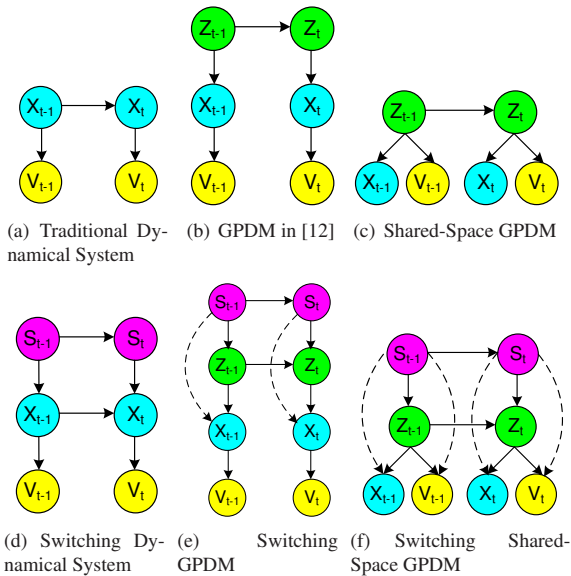 Z_{t-1} Z_t
X_{t-1} X_t
V_{t-1} V_t
X_{t-1} X_t
V_{t-1} V_t
Z_{t-1} Z_t
X_{t-1} V_{t-1} X_t V_t
(a) Traditional Dy-
namical System
(b) GPDM in [12]
(c) Shared-Space GPDM
S_{t-1} S_t
X_{t-1} X_t
V_{t-1} V_t
S_{t-1} S_t
Z_{t-1} Z_t
X_{t-1} X_t
V_{t-1} V_t
S_{t-1} S_t
Z_{t-1} Z_t
X_{t-1} V_{t-1} X_t V_t
(d) Switching Dy-
namical System
(e) Switching
GPDM
(f) Switching Shared-
Space GPDM